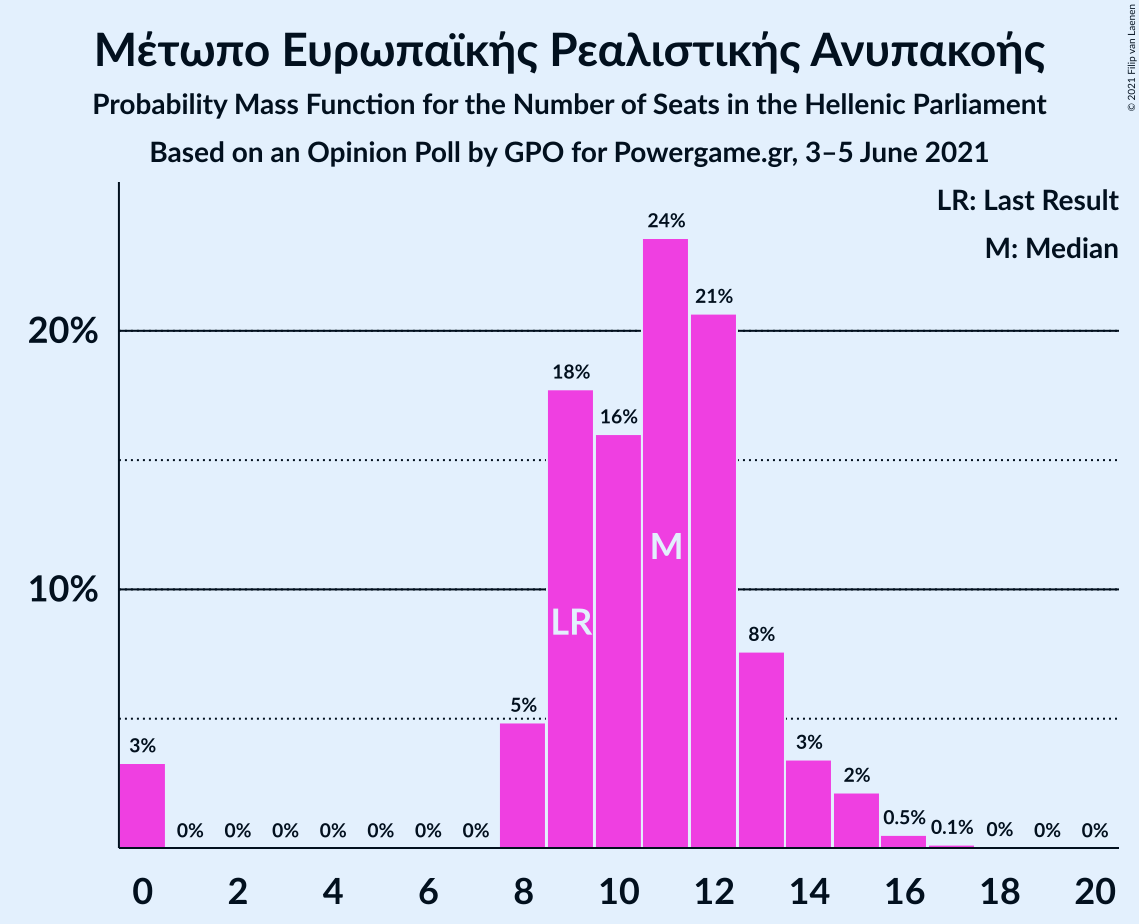 Μέτωπο Ευρωπαϊκής Ρεαλιστικής Ανυπακοής
Probability Mass Function for the Number of Seats in the Hellenic Parliament
Based on an Opinion Poll by GPO for Powergame.gr, 3–5 June 2021
© 2021 Filip van Laenen
LR: Last Result
M: Median
24%
21%
20%
18%
16%
M
10%
LR
8%
5%
3%
3%
2%
0.5%
0.1%
0% 0% 0% 0% 0% 0% 0% 0% 0% 0%
0 2 4 6 8 10 12 14 16 18 20